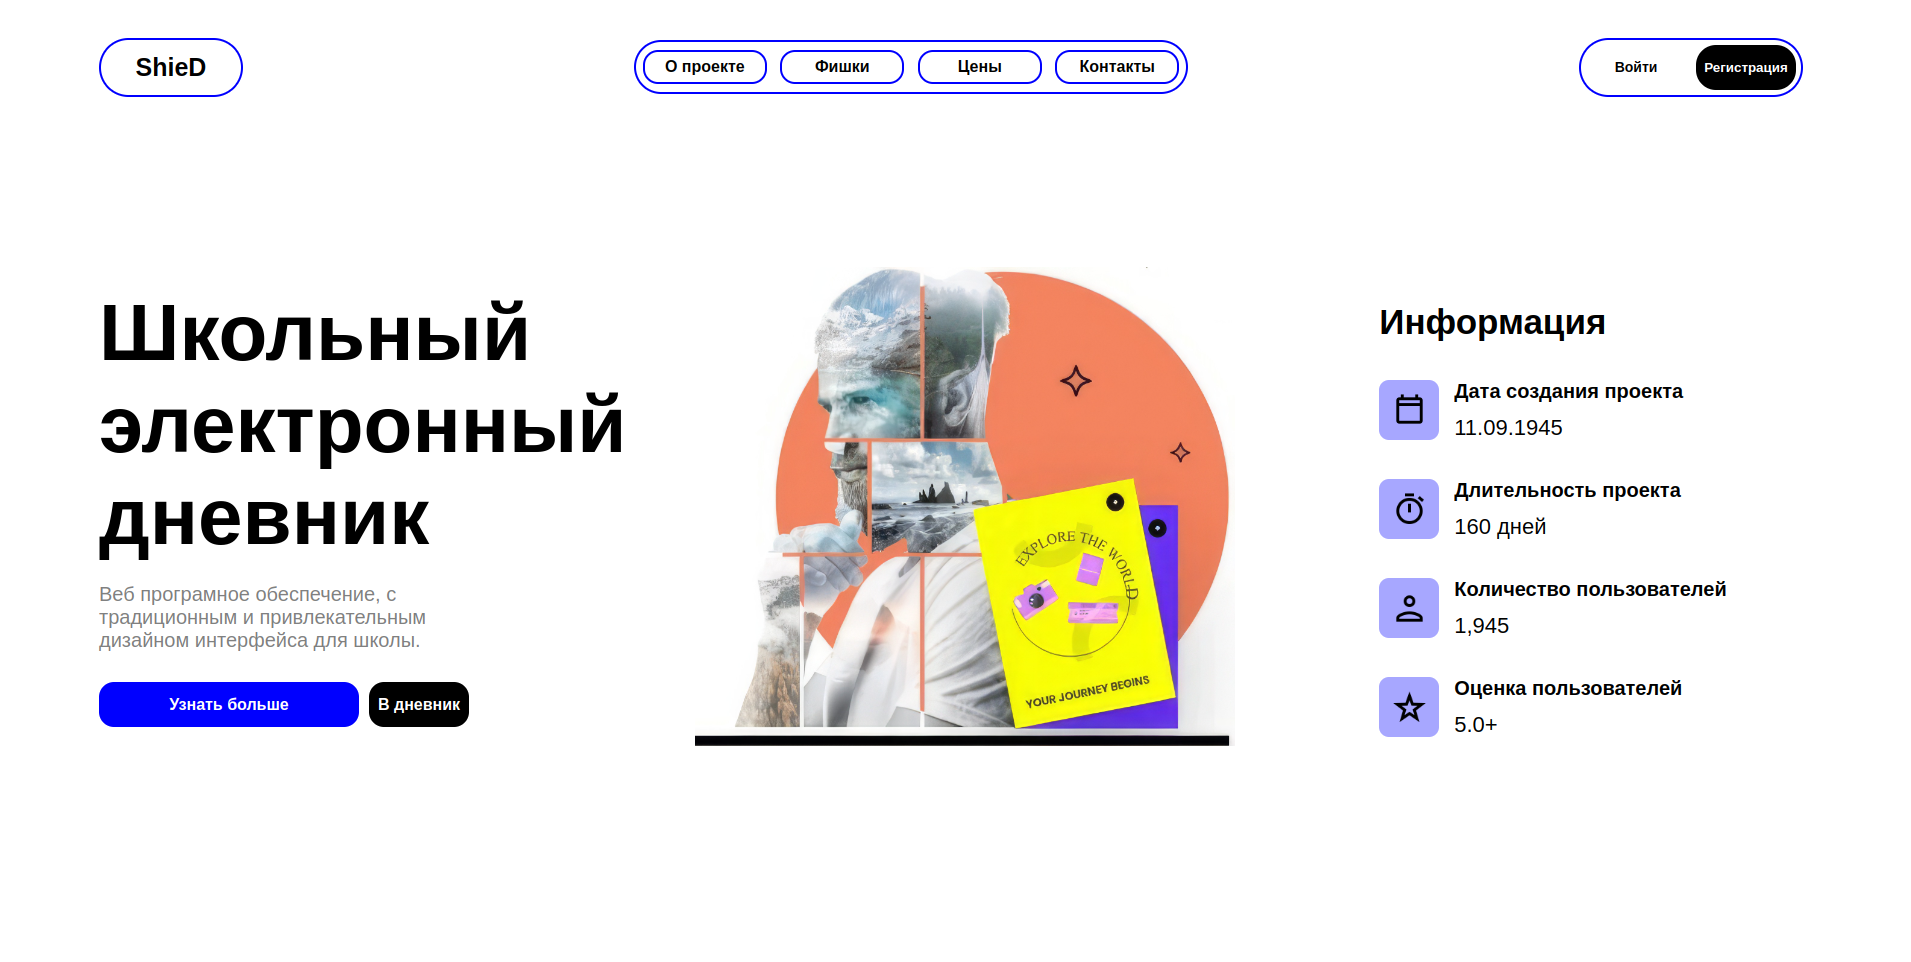 ShieD
О проекте
Фишки
Цены
Контакты
Войти
Регистрация
Школьный
электронный
дневник
Веб програмное обеспечение, с
традиционным и привлекательным
дизайном интерфейса для школы.
Узнать больше
В дневник
EXPLORE THE WORLD
YOUR JOURNEY BEGINS
Информация
Дата создания проекта
11.09.1945
Длительность проекта
160 дней
Количество пользователей
1,945
Оценка пользователей
5.0+